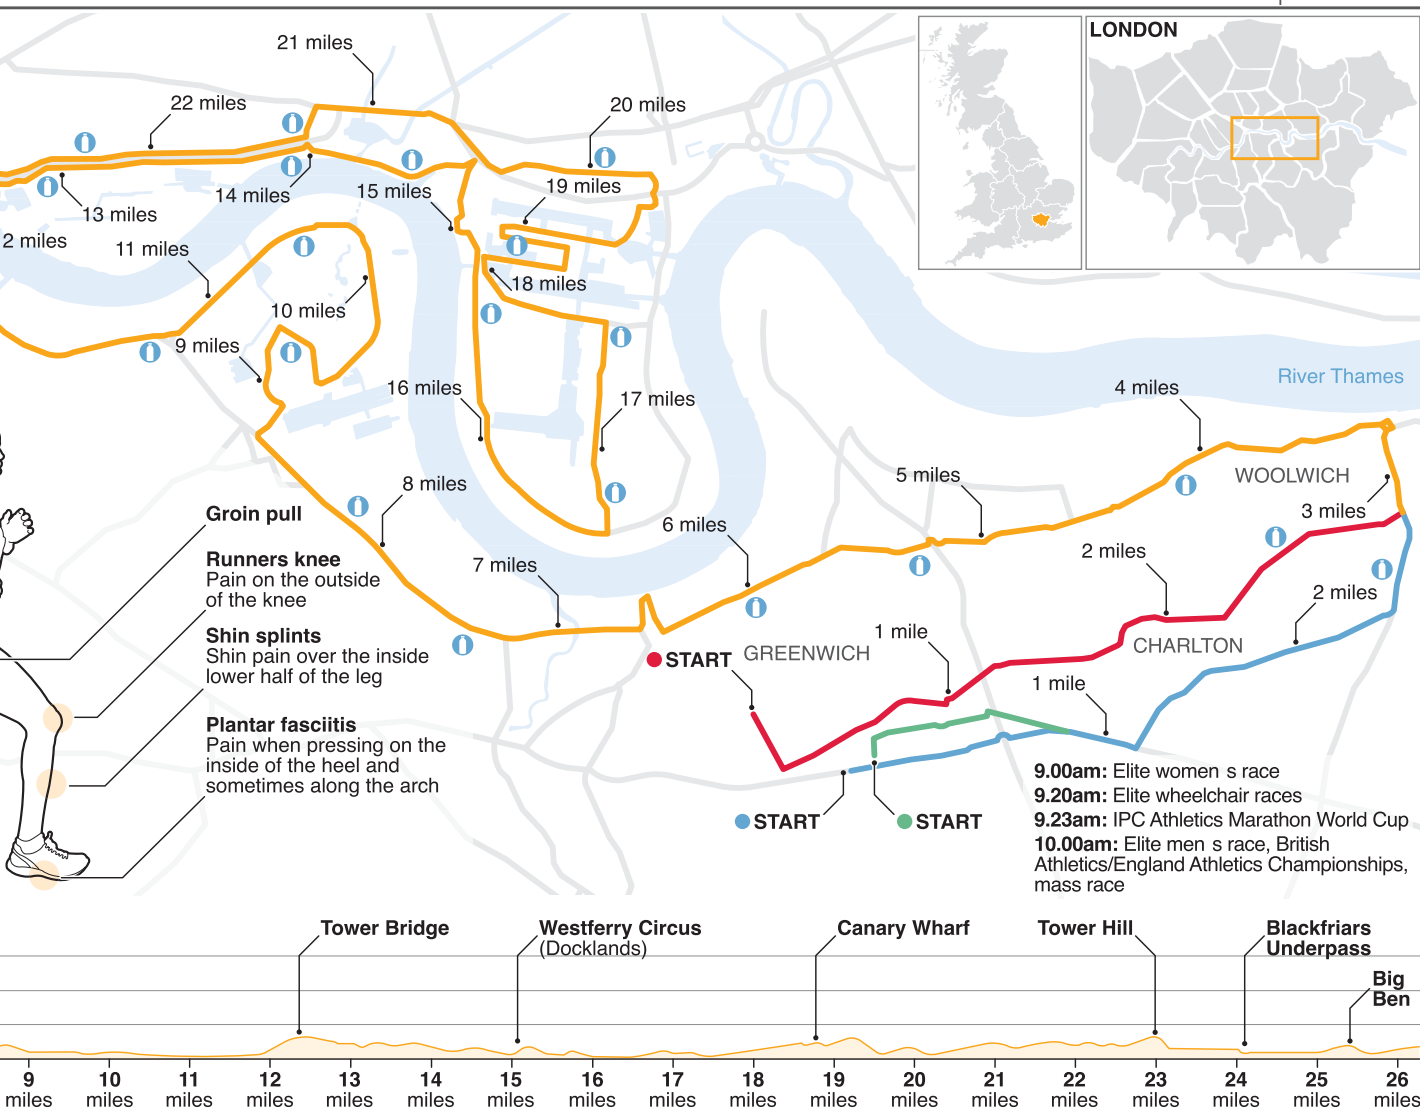 21 miles
22 miles
20 miles
LONDON
14 miles
15 miles
19 miles
13 miles
2 miles
11 miles
18 miles
10 miles
9 miles
16 miles
17 miles
River Thames
4 miles
WOOLWICH
5 miles
3 miles
8 miles
6 miles
7 miles
2 miles
2 miles
1 mile
CHARLTON
START
GREENWICH
1 mile
START
START
Groin pull
Runners knee
Pain on the outside
of the knee
Shin splints
Shin pain over the inside
lower half of the leg
Plantar fasciitis
Pain when pressing on the
inside of the heel and
sometimes along the arch
9.00am: Elite women s race
9.20am: Elite wheelchair races
9.23am: IPC Athletics Marathon World Cup
10.00am: Elite men s race, British
Athletics/England Athletics Championships,
mass race
Tower Bridge
Westferry Circus
(Docklands)
Canary Wharf
Tower Hill
Blackfriars
Underpass
Big
Ben
9 10 11 12 13 14 15 16 17 18 19 20 21 22 23 24 25 26
miles miles miles miles miles miles miles miles miles miles miles miles miles miles miles miles miles miles